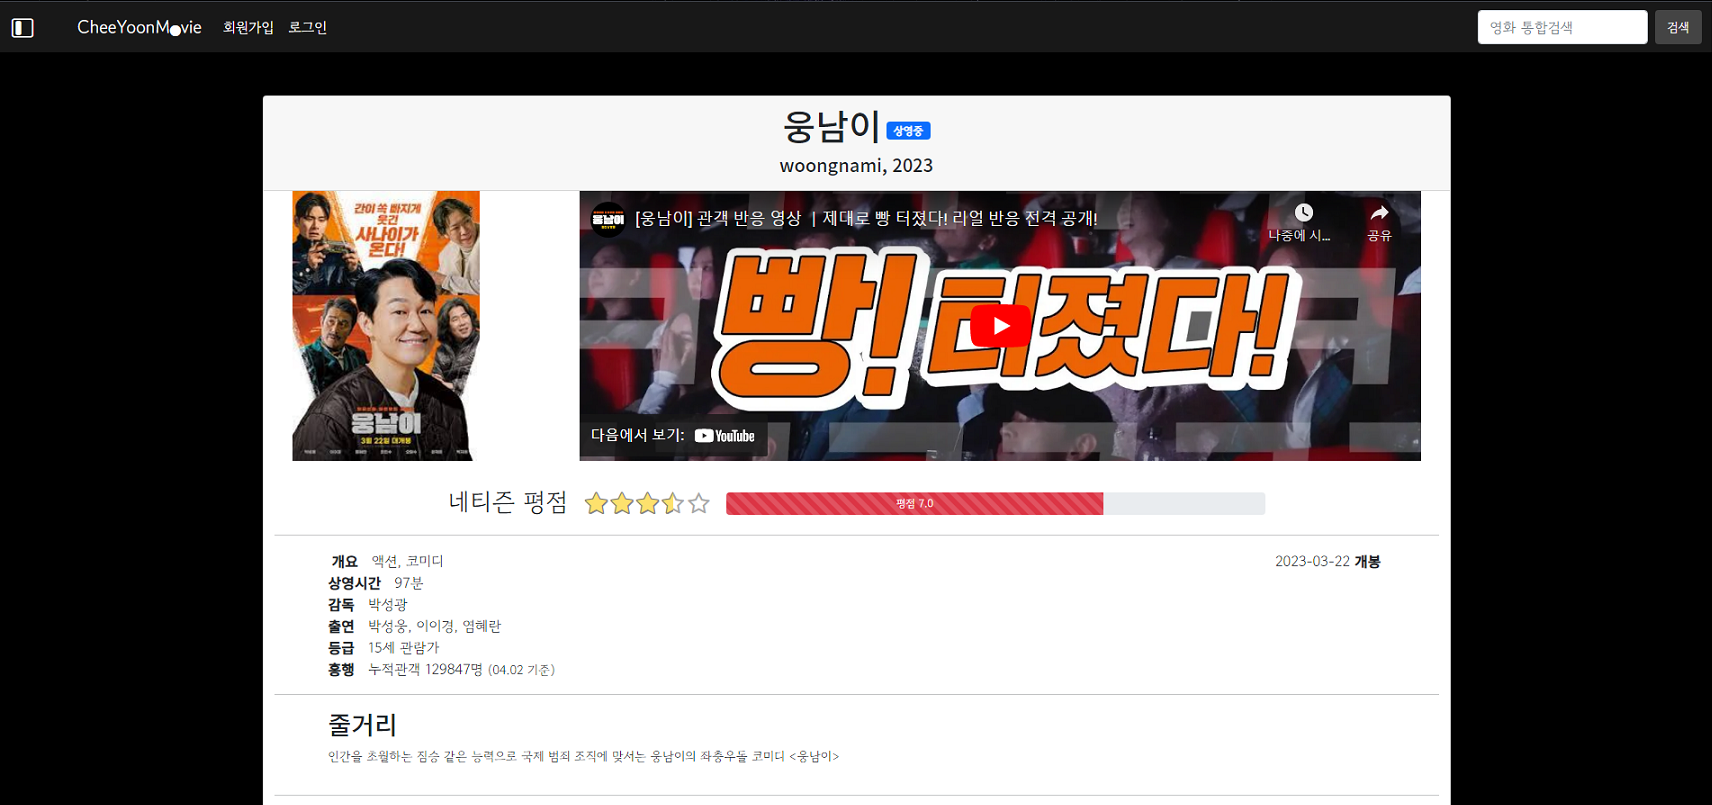 CheeYoonMovie 회원가입 로그인 영화 통합검색 검색
웅남이 상영중
woongnami, 2023
간이 쏙 빠지게
웃긴
사나이가
온다!
웅남이
3월 22일 대개봉
웅남이 [웅남이] 관객 반응 영상 | 제대로 빵 터졌다! 리얼 반응 전격 공개!
나중에 시... 공유
빵! 터졌다!
다음에서 보기: YouTube
네티즌 평점 평점 7.0
개요 액션, 코미디 2023-03-22 개봉
상영시간 97분
감독 박성광
출연 박성웅, 이이경, 염혜란
등급 15세 관람가
흥행 누적관객 129847명 (04.02 기준)
줄거리
인간을 초월하는 짐승 같은 능력으로 국제 범죄 조직에 맞서는 웅남이의 좌충우돌 코미디 <웅남이>